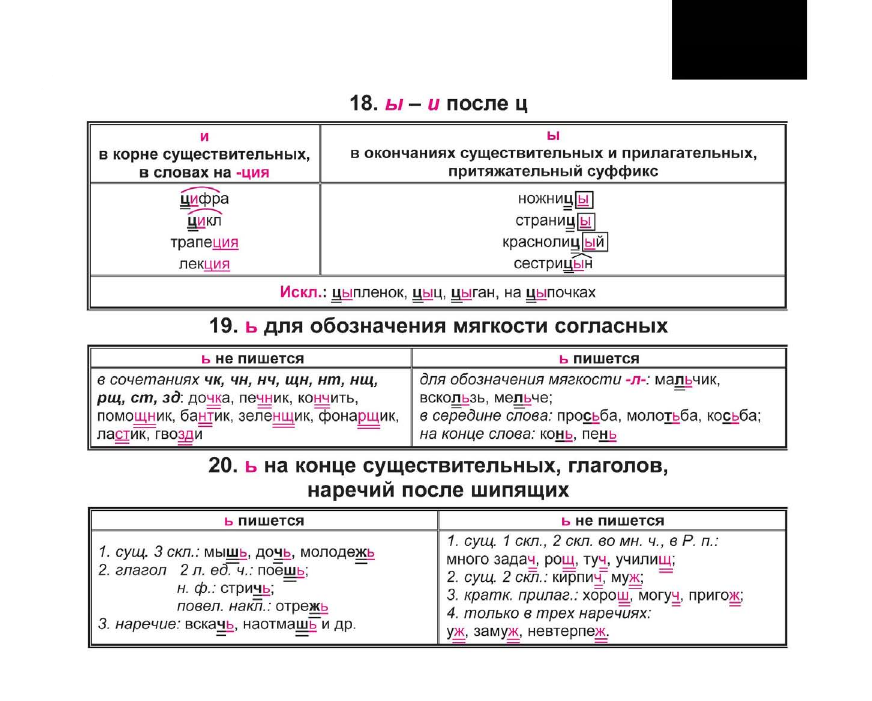 18. ы – и после ц
и
в корне существительных,
в словах на -ция
ы
в окончаниях существительных и прилагательных,
притяжательный суффикс
цифра
цикл
трапеция
лекция
ножницы
страницы
краснолицый
сестрицын
Искл.: цыпленок, цыц, цыган, на цыпочках
19. ь для обозначения мягкости согласных
ь не пишется
в сочетаниях чк, чн, нч, щн, нт, нщ,
рщ, ст, зд: дочка, печник, кончить,
помощник, бантик, зеленщик, фонарщик,
ластик, гвозди
ь пишется
для обозначения мягкости -л-: мальчик,
вскользь, мельче;
в середине слова: просьба, молотьба, косьба;
на конце слова: конь, пень
20. ь на конце существительных, глаголов,
наречий после шипящих
ь пишется
1. сущ. 3 скл.: мышь, дочь, молодежь
2. глагол 2 л. ед. ч.: поешь;
н. ф.: стричь;
повел. накл.: отрежь
3. наречие: вскачь, наотмашь и др.
ь не пишется
1. сущ. 1 скл., 2 скл. во мн. ч., в Р. п.:
много задач, рощ, туч, училищ;
2. сущ. 2 скл.: кирпич, муж;
3. кратк. прилаг.: хорош, могуч, пригож;
4. только в трех наречиях:
уж, замуж, невтерпеж.